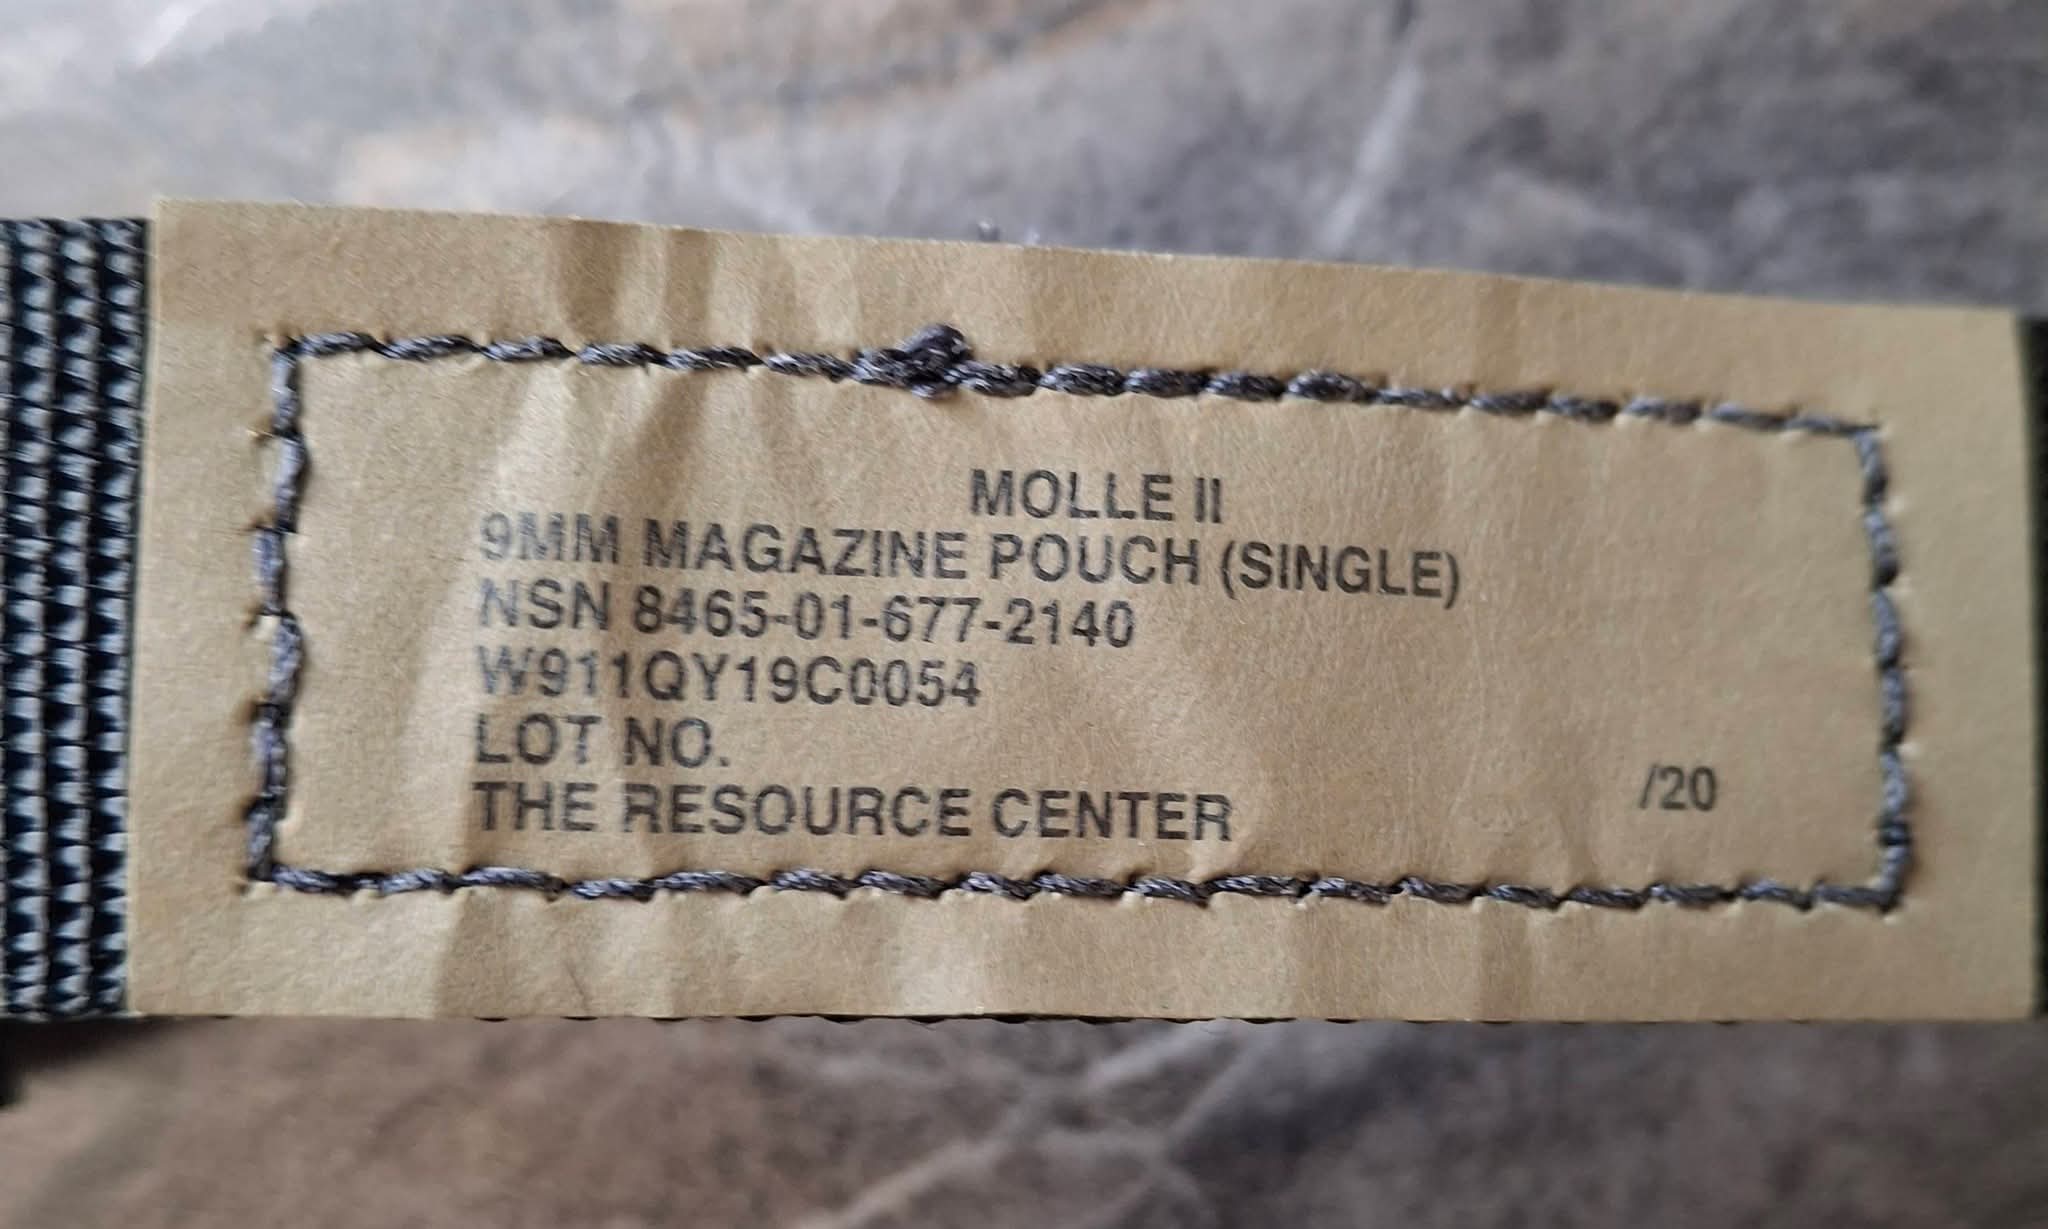 MOLLE II
9MM MAGAZINE POUCH (SINGLE)
NSN 8465-01-677-2140
W911QY19C0054
LOT NO.
THE RESOURCE CENTER
/20